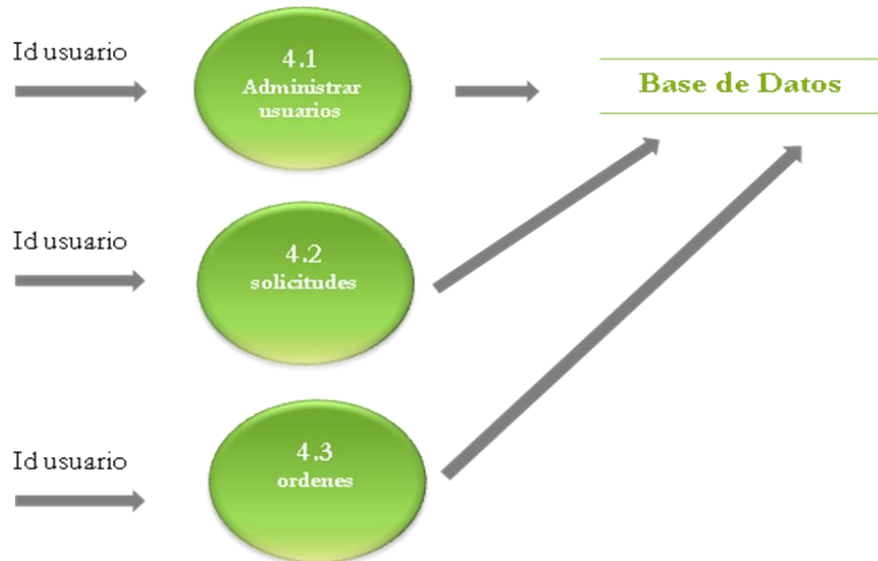 Id usuario
4.1
Administrar
usuarios
Base de Datos
Id usuario
4.2
solicitudes
Id usuario
4.3
ordenes